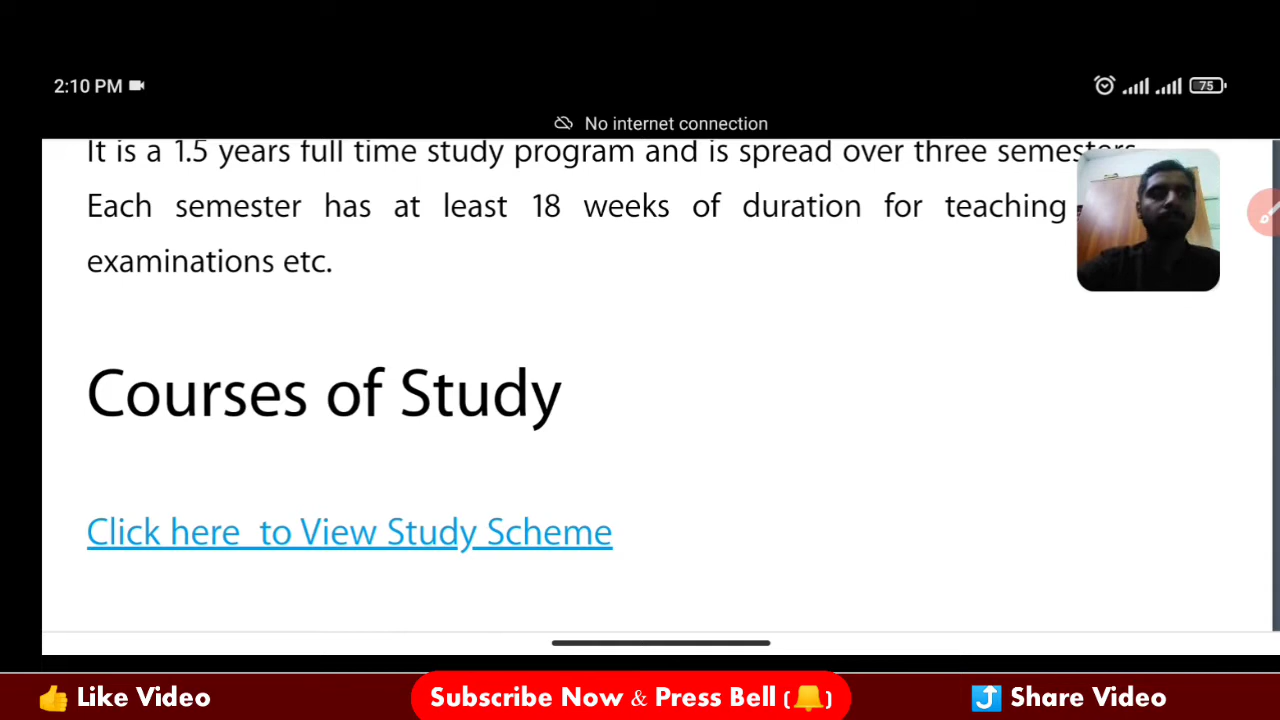 2:10 PM
75
No internet connection
It is a 1.5 years full time study program and is spread over three semesters.
Each semester has at least 18 weeks of duration for teaching
examinations etc.
Courses of Study
Click here to View Study Scheme
Like Video
Subscribe Now & Press Bell (🔔)
Share Video